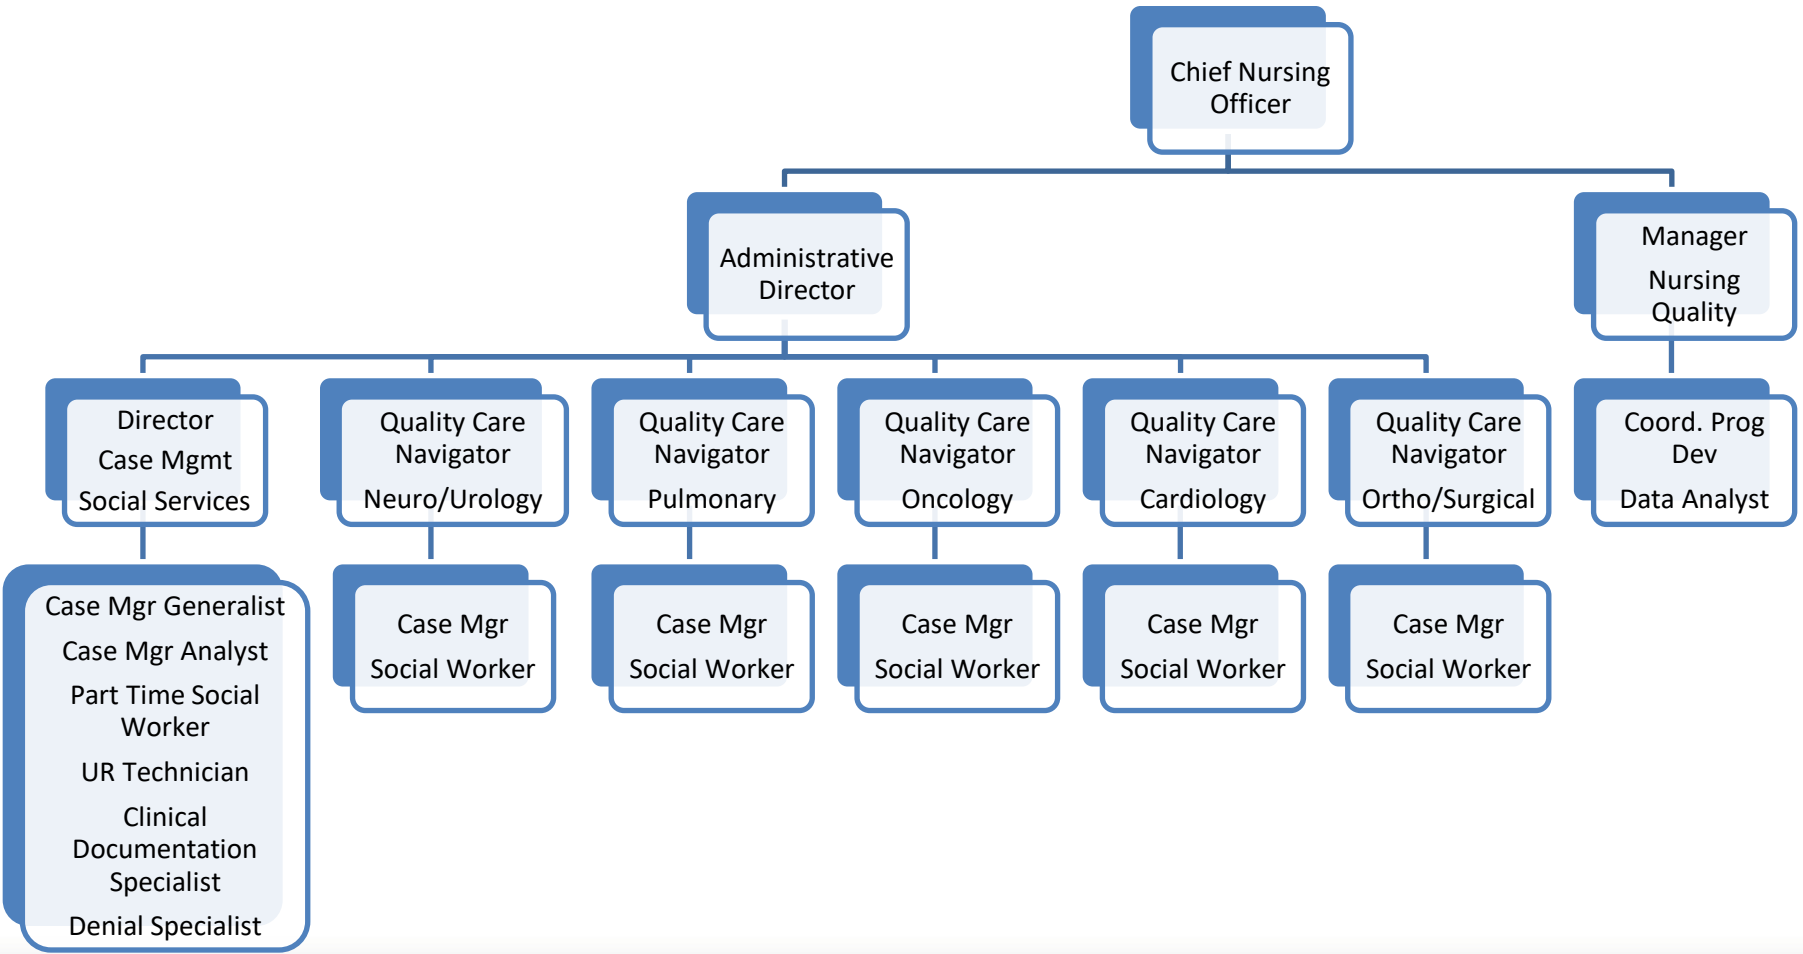 Chief Nursing
Officer
Administrative
Director
Manager
Nursing
Quality
Director
Case Mgmt
Social Services
Quality Care
Navigator
Neuro/Urology
Quality Care
Navigator
Pulmonary
Quality Care
Navigator
Oncology
Quality Care
Navigator
Cardiology
Quality Care
Navigator
Ortho/Surgical
Coord. Prog
Dev
Data Analyst
Case Mgr Generalist
Case Mgr Analyst
Part Time Social
Worker
UR Technician
Clinical
Documentation
Specialist
Denial Specialist
Case Mgr
Social Worker
Case Mgr
Social Worker
Case Mgr
Social Worker
Case Mgr
Social Worker
Case Mgr
Social Worker